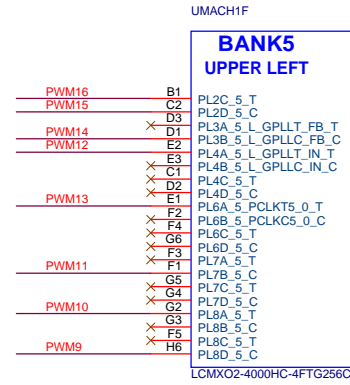 UMACH1F
BANK5
UPPER LEFT
PWM16 B1 PL2C_5_T
PWM15 C2 PL2D_5_C
D3 PL3A_5_L_GPLLT_FB_T
PWM14 D1 PL3B_5_L_GPLLC_FB_C
PWM12 E2 PL4A_5_L_GPLLT_IN_T
E3 PL4B_5_L_GPLLC_IN_C
C1 PL4C_5_T
D2 PL4D_5_C
PWM13 E1 PL6A_5_PCLKT5_0_T
F2 PL6B_5_PCLKC5_0_C
F4 PL6C_5_T
G6 PL6D_5_C
F3 PL7A_5_T
PWM11 F1 PL7B_5_C
G5 PL7C_5_T
G4 PL7D_5_C
PWM10 G2 PL8A_5_T
G3 PL8B_5_C
F5 PL8C_5_T
PWM9 H6 PL8D_5_C
LCMXO2-4000HC-4FTG256C